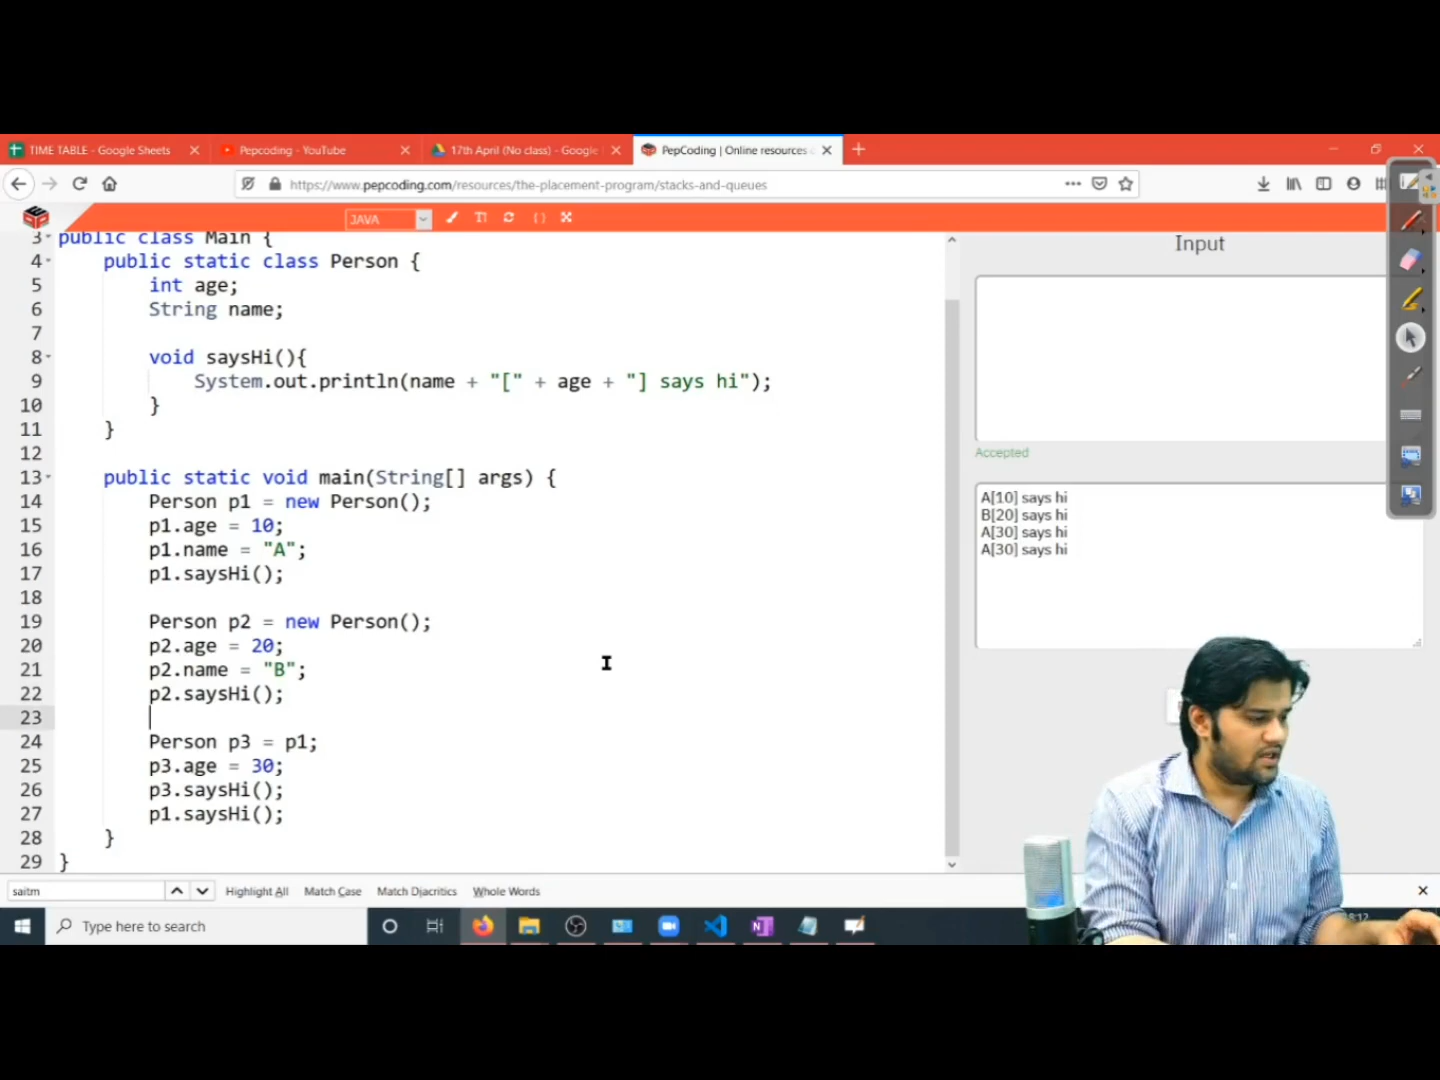 TIME TABLE - Google Sheets
Pepcoding - YouTube
17th April (No class) - Google
PepCoding | Online resources
https://www.pepcoding.com/resources/the-placement-program/stacks-and-queues
JAVA
3 public class Main {
4 public static class Person {
5 int age;
6 String name;
7
8 void saysHi(){
9 System.out.println(name + "[" + age + "] says hi");
10 }
11 }
12
13 public static void main(String[] args) {
14 Person p1 = new Person();
15 p1.age = 10;
16 p1.name = "A";
17 p1.saysHi();
18
19 Person p2 = new Person();
20 p2.age = 20;
21 p2.name = "B";
22 p2.saysHi();
23
24 Person p3 = p1;
25 p3.age = 30;
26 p3.saysHi();
27 p1.saysHi();
28 }
29 }
Input
Accepted
A[10] says hi
B[20] says hi
A[30] says hi
A[30] says hi
saitm
Highlight All
Match Case
Match Diacritics
Whole Words
Type here to search